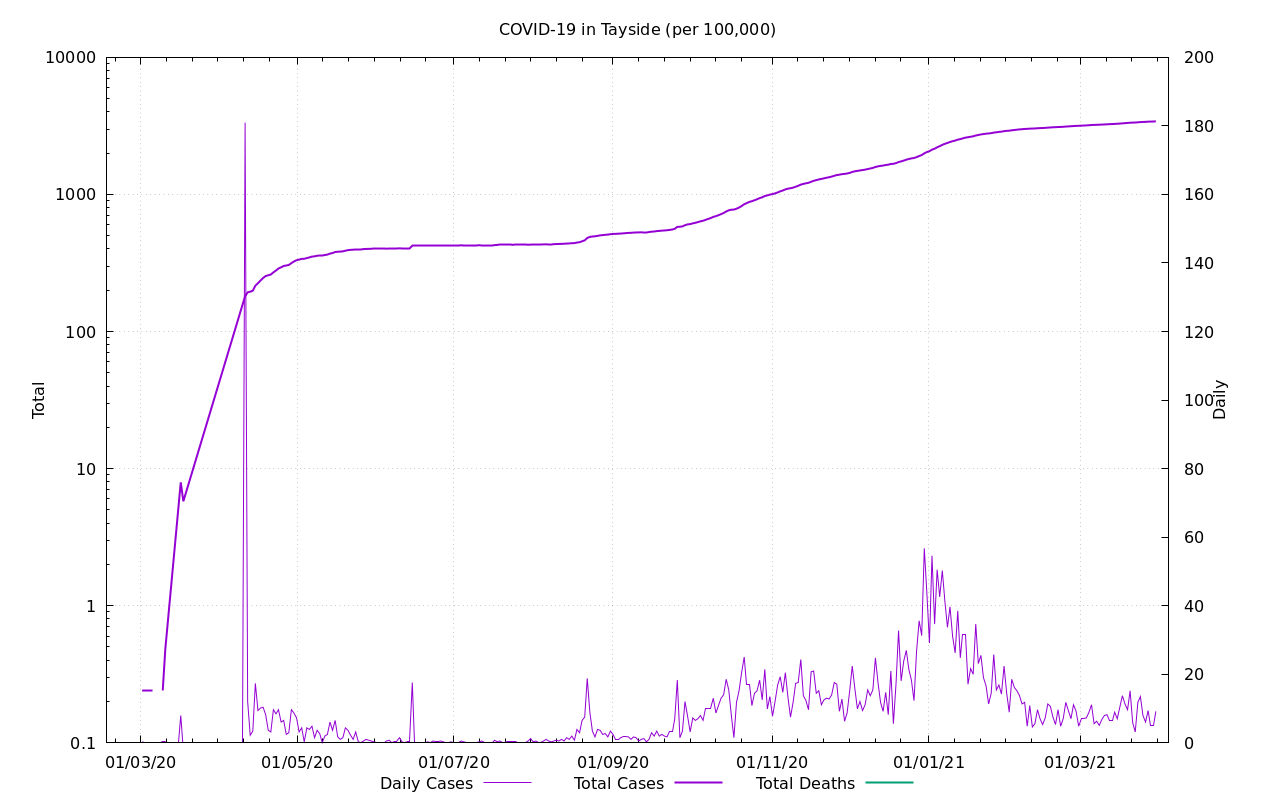 COVID-19 in Tayside (per 100,000)
10000 200
180
1000 160
140
100 120
Total 100 Daily
10 80
60
1 40
20
0.1 0
01/03/20 01/05/20 01/07/20 01/09/20 01/11/20 01/01/21 01/03/21
Daily Cases Total Cases Total Deaths